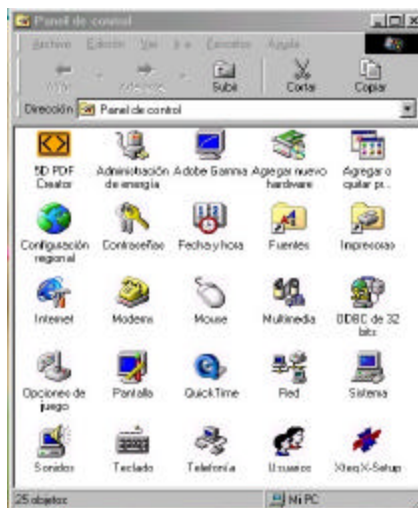 Panel de control
Archivo Edición Ver Ir a Favoritos Ayuda
Atrás Adelante Subir Cortar Copiar
Dirección Panel de control
5D PDF Creator
Administración de energía
Adobe Gamma
Agregar nuevo hardware
Agregar o quitar pr...
Configuración regional
Contraseñas
Fecha y hora
Fuentes
Impresoras
Internet
Modems
Mouse
Multimedia
ODBC de 32 bits
Opciones de juego
Pantalla
QuickTime
Red
Sistema
Sonidos
Teclado
Telefonía
Usuarios
Xteq X-Setup
25 objetos
Mi PC